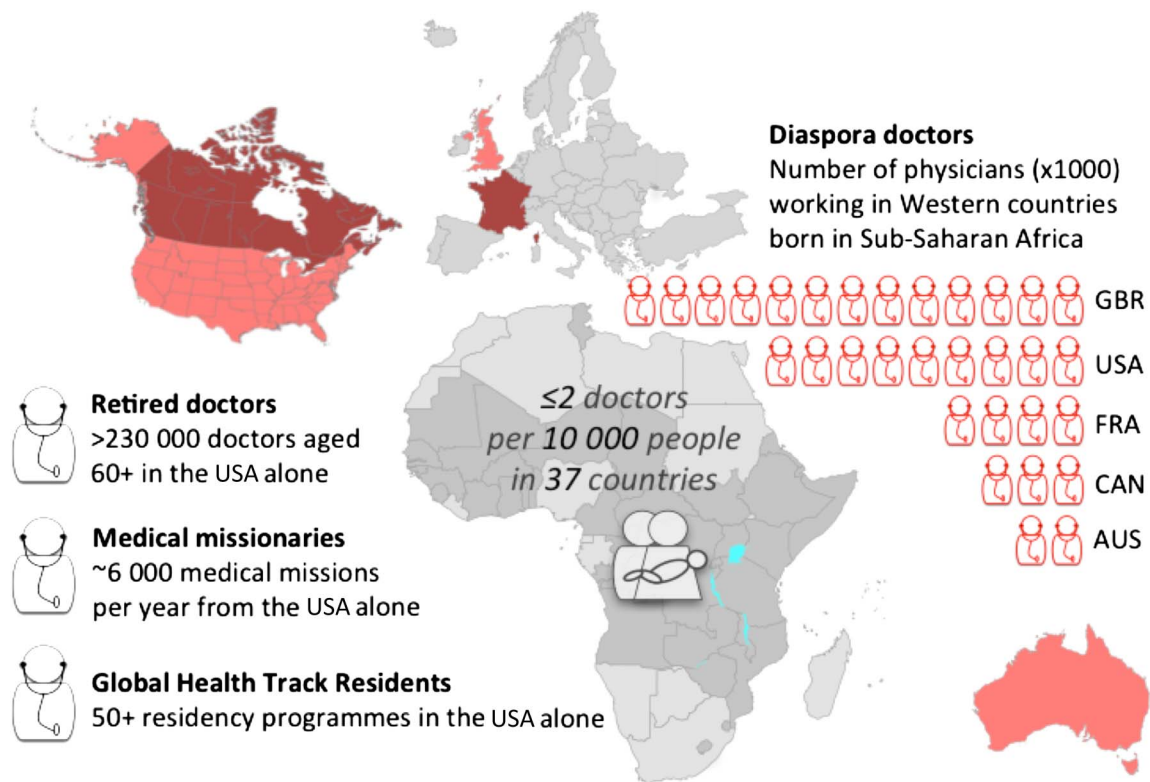 Diaspora doctors
Number of physicians (x1000)
working in Western countries
born in Sub-Saharan Africa
GBR
USA
FRA
CAN
AUS
≤2 doctors
per 10 000 people
in 37 countries
Retired doctors
>230 000 doctors aged
60+ in the USA alone
Medical missionaries
~6 000 medical missions
per year from the USA alone
Global Health Track Residents
50+ residency programmes in the USA alone